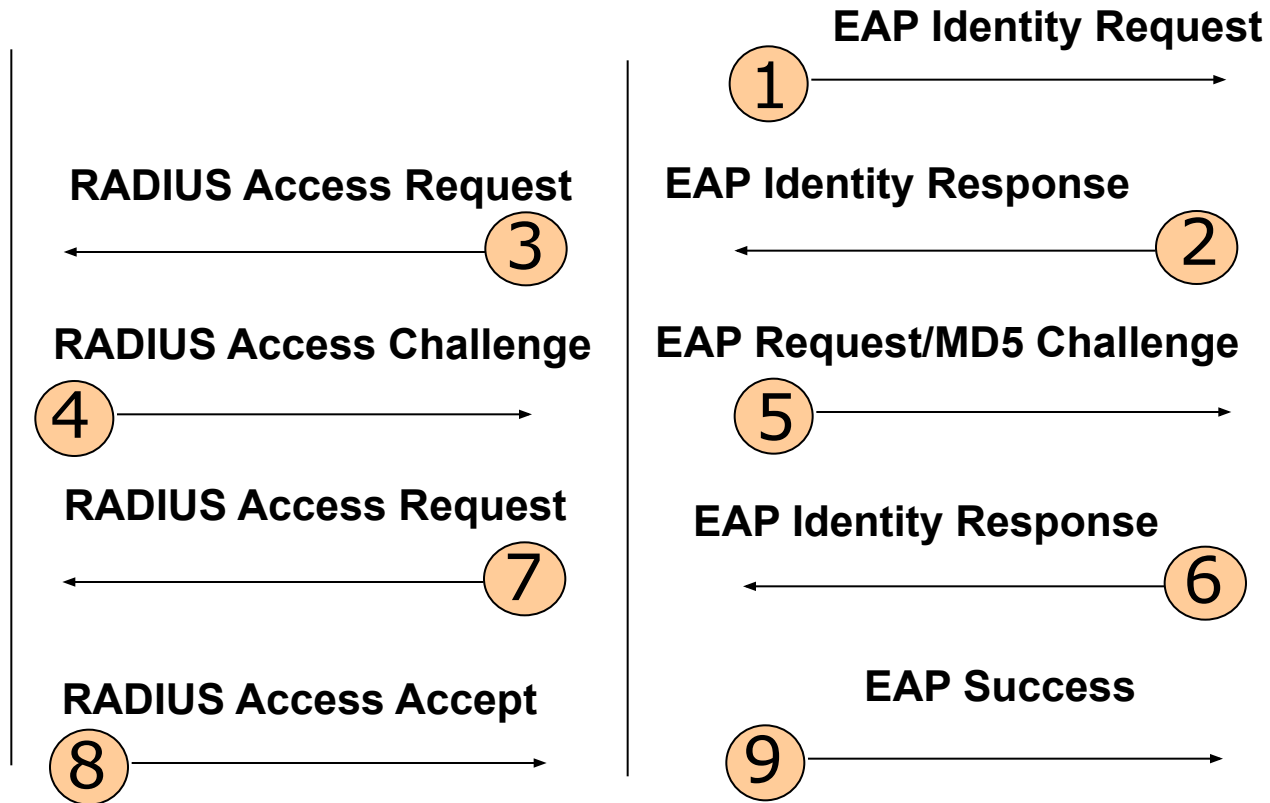 EAP Identity Request
1
RADIUS Access Request
EAP Identity Response
3
2
RADIUS Access Challenge
EAP Request/MD5 Challenge
4
5
RADIUS Access Request
EAP Identity Response
7
6
RADIUS Access Accept
EAP Success
8
9